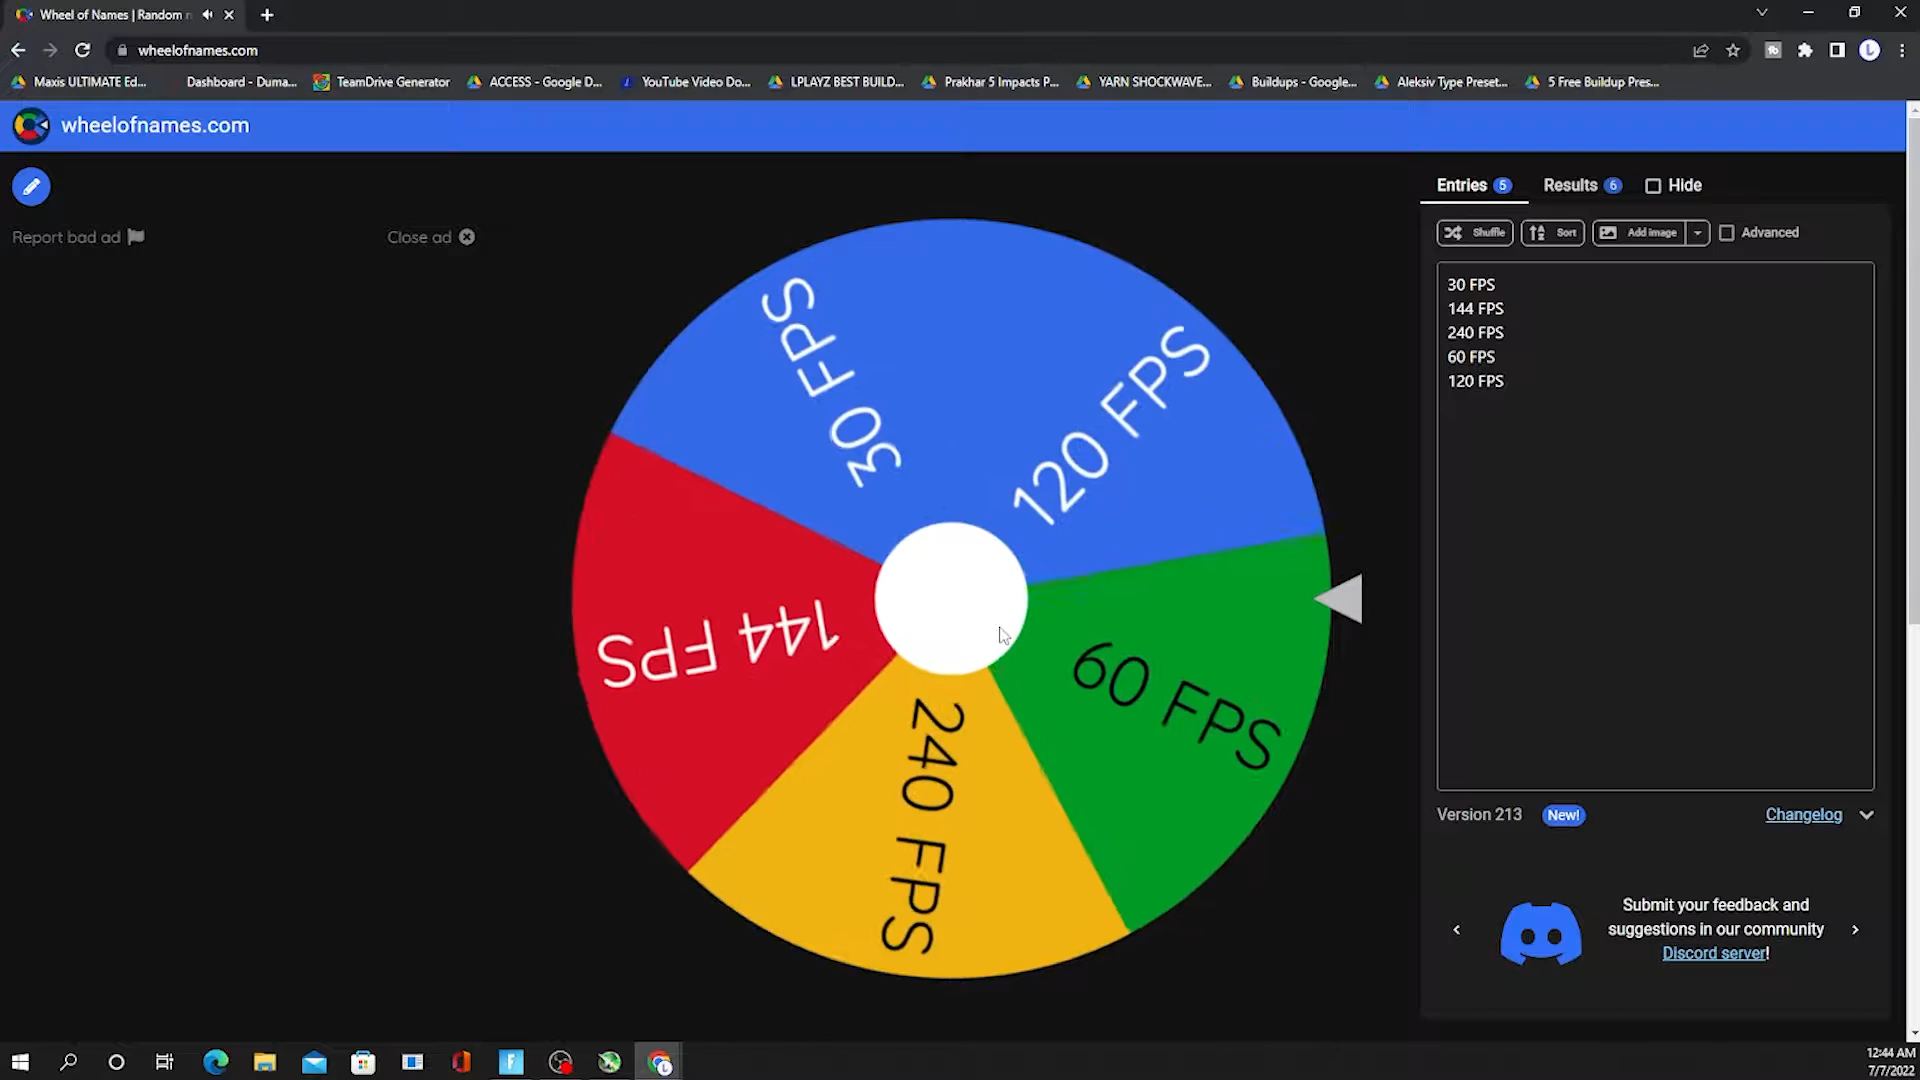 Wheel of Names | Random n
wheelofnames.com
Maxis ULTIMATE Ed...
Dashboard - Duma...
TeamDrive Generator
ACCESS - Google D...
YouTube Video Do...
LPLAYZ BEST BUILD...
Prakhar 5 Impacts P...
YARN SHOCKWAVE...
Buildups - Google...
Aleksiv Type Preset...
5 Free Buildup Pres...
wheelofnames.com
Report bad ad
Close ad
30 FPS
120 FPS
60 FPS
240 FPS
144 FPS
Entries 5
Results 6
Hide
Shuffle
Sort
Add image
Advanced
30 FPS
144 FPS
240 FPS
60 FPS
120 FPS
Version 213
New!
Changelog
Submit your feedback and
suggestions in our community
Discord server!
12:44 AM
7/7/2022